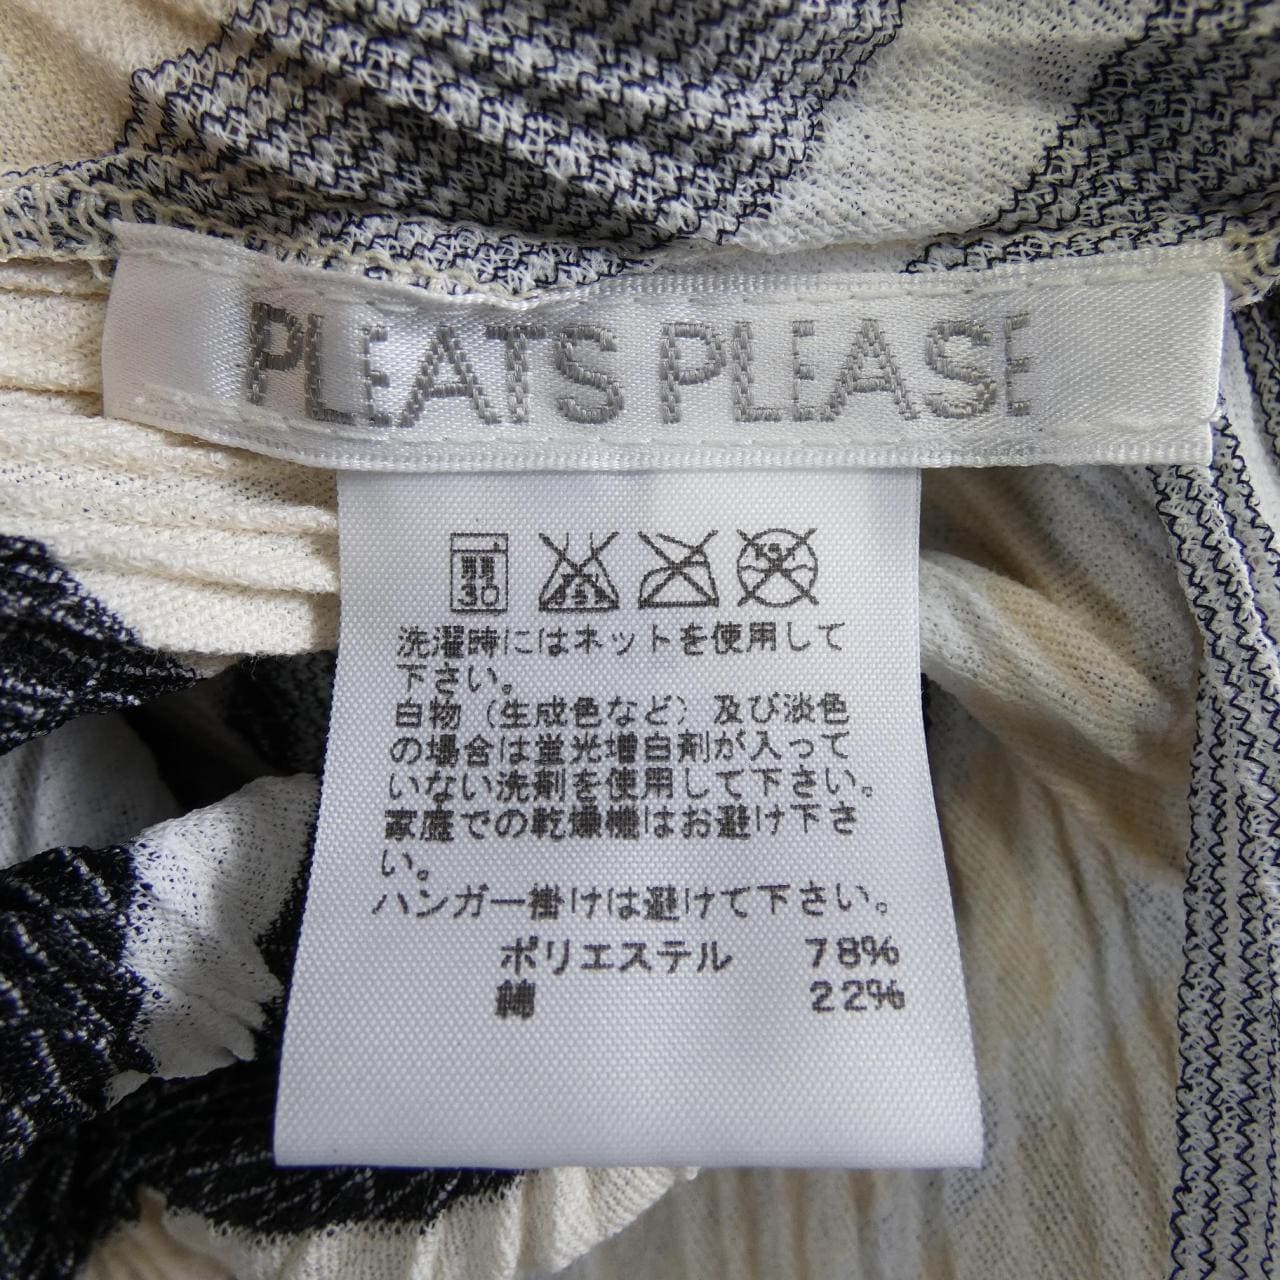 PLEATS PLEASE
弱
30
洗濯時にはネットを使用して
下さい。
白物（生成色など）及び淡色
の場合は蛍光増白剤が入って
いない洗剤を使用して下さい。
家庭での乾燥機はお避け下さ
い。
ハンガー掛けは避けて下さい。
ポリエステル 78%
綿 22%